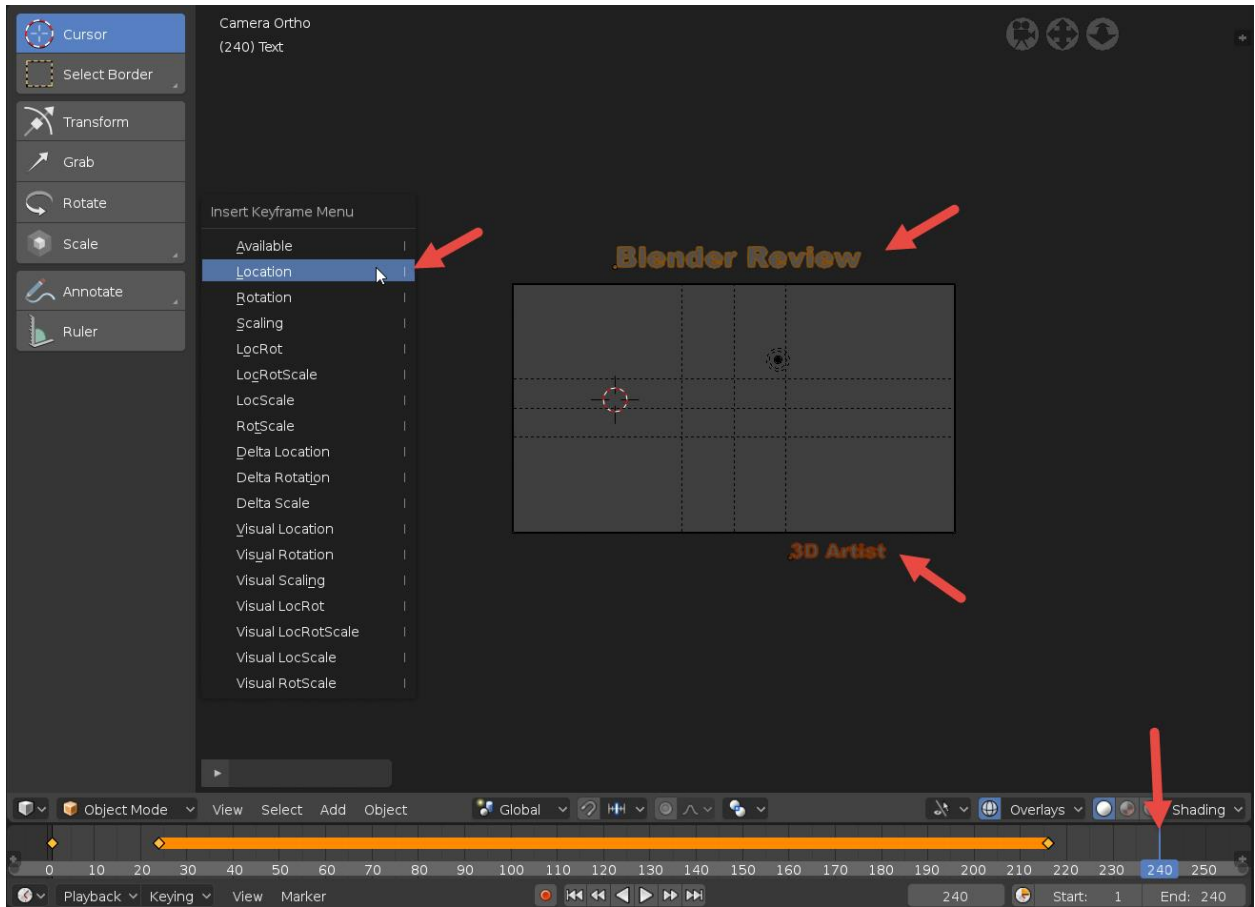 Cursor
Select Border
Transform
Grab
Rotate
Scale
Annotate
Ruler
Camera Ortho
(240) Text
Insert Keyframe Menu
Available I
Location I
Rotation I
Scaling I
LocRot I
LocRotScale I
LocScale I
RotScale I
Delta Location I
Delta Rotation I
Delta Scale I
Visual Location I
Visual Rotation I
Visual Scaling I
Visual LocRot I
Visual LocRotScale I
Visual LocScale I
Visual RotScale I
Blender Review
3D Artist
Object Mode View Select Add Object Global Overlays Shading
0 10 20 30 40 50 60 70 80 90 100 110 120 130 140 150 160 170 180 190 200 210 220 230 240 250
Playback Keying View Marker 240 Start: 1 End: 240